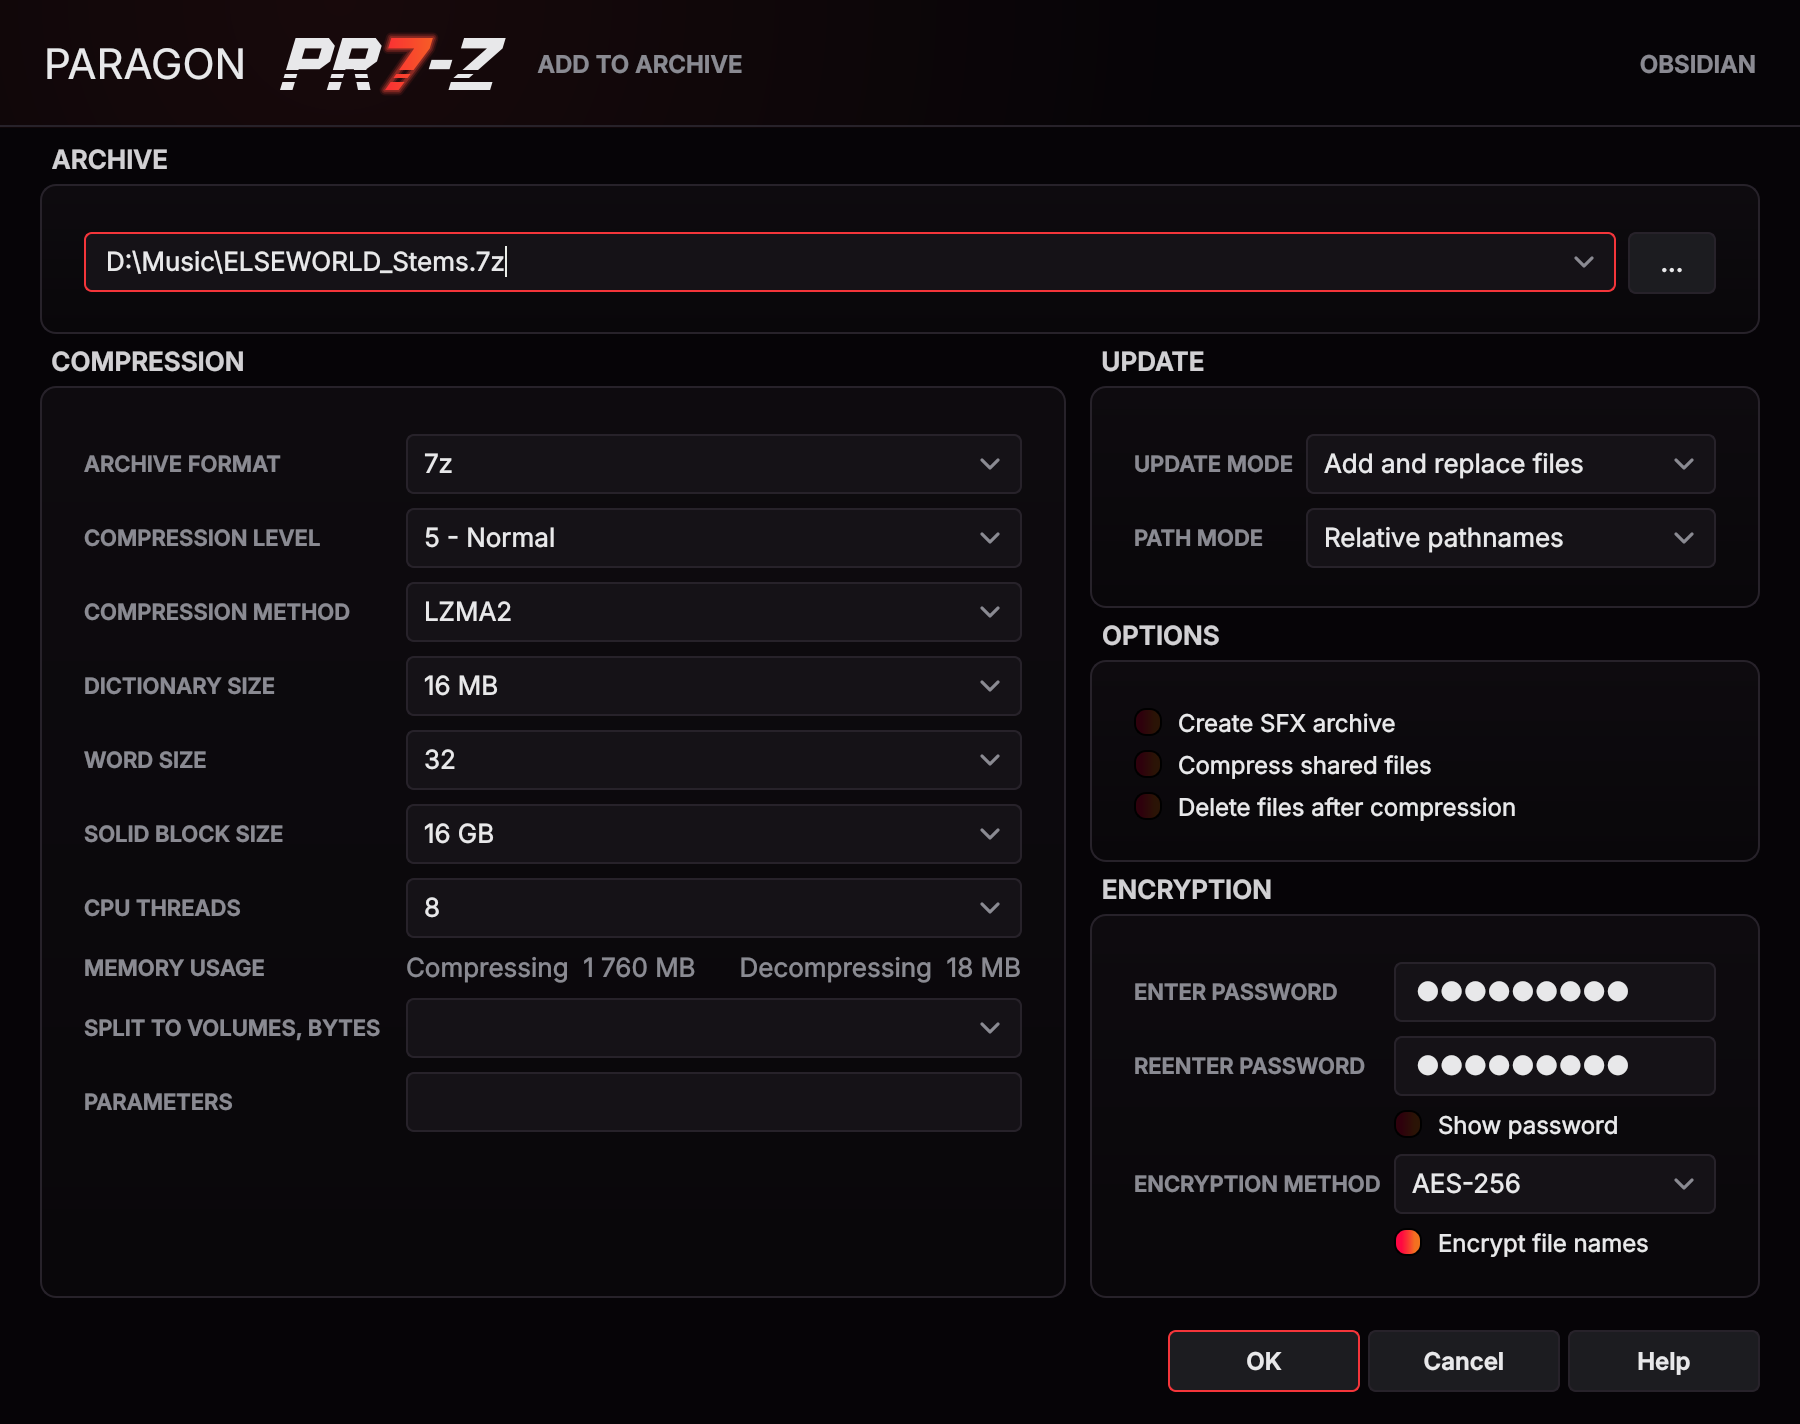 PARAGON PR7-Z ADD TO ARCHIVE OBSIDIAN
ARCHIVE
D:\Music\ELSEWORLD_Stems.7z ...
COMPRESSION
ARCHIVE FORMAT 7z
COMPRESSION LEVEL 5 - Normal
COMPRESSION METHOD LZMA2
DICTIONARY SIZE 16 MB
WORD SIZE 32
SOLID BLOCK SIZE 16 GB
CPU THREADS 8
MEMORY USAGE Compressing 1 760 MB Decompressing 18 MB
SPLIT TO VOLUMES, BYTES
PARAMETERS
UPDATE
UPDATE MODE Add and replace files
PATH MODE Relative pathnames
OPTIONS
Create SFX archive
Compress shared files
Delete files after compression
ENCRYPTION
ENTER PASSWORD ●●●●●●●●●
REENTER PASSWORD ●●●●●●●●●
Show password
ENCRYPTION METHOD AES-256
Encrypt file names
OK Cancel Help